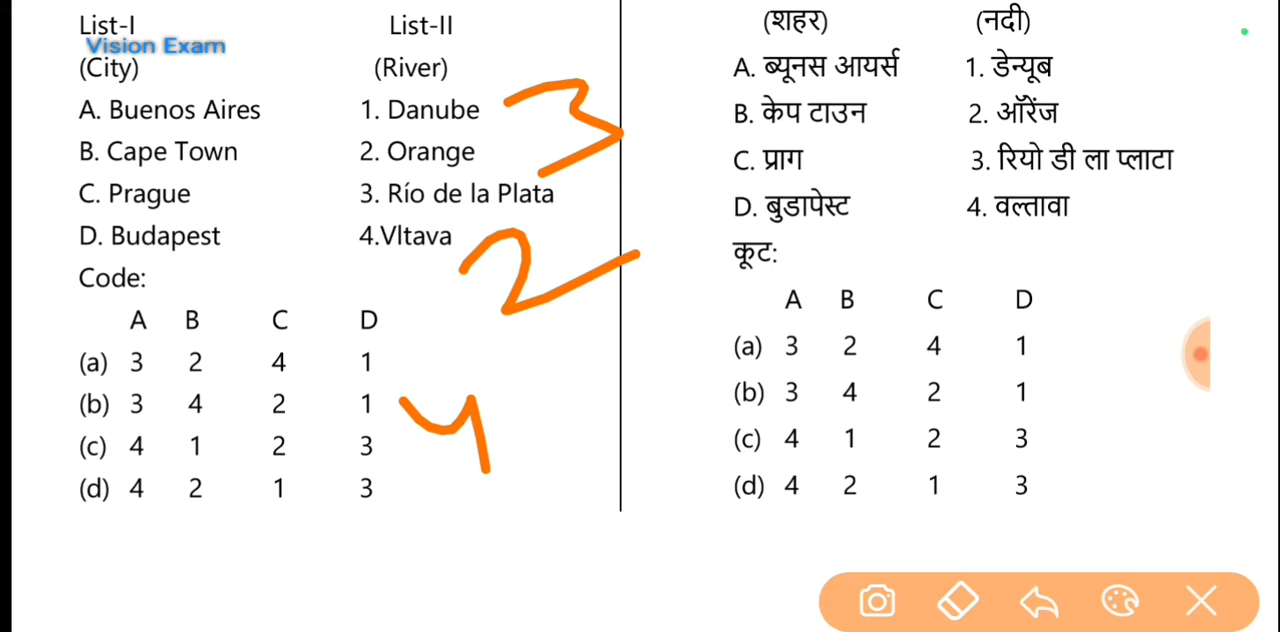 List-I List-II
Vision Exam
(City) (River)
A. Buenos Aires 1. Danube
B. Cape Town 2. Orange
C. Prague 3. Río de la Plata
D. Budapest 4.Vltava
Code:
A B C D
(a) 3 2 4 1
(b) 3 4 2 1
(c) 4 1 2 3
(d) 4 2 1 3
3
2
4
(शहर) (नदी)
A. ब्यूनस आयर्स 1. डेन्यूब
B. केप टाउन 2. ऑरेंज
C. प्राग 3. रियो डी ला प्लाटा
D. बुडापेस्ट 4. वल्तावा
कूट:
A B C D
(a) 3 2 4 1
(b) 3 4 2 1
(c) 4 1 2 3
(d) 4 2 1 3